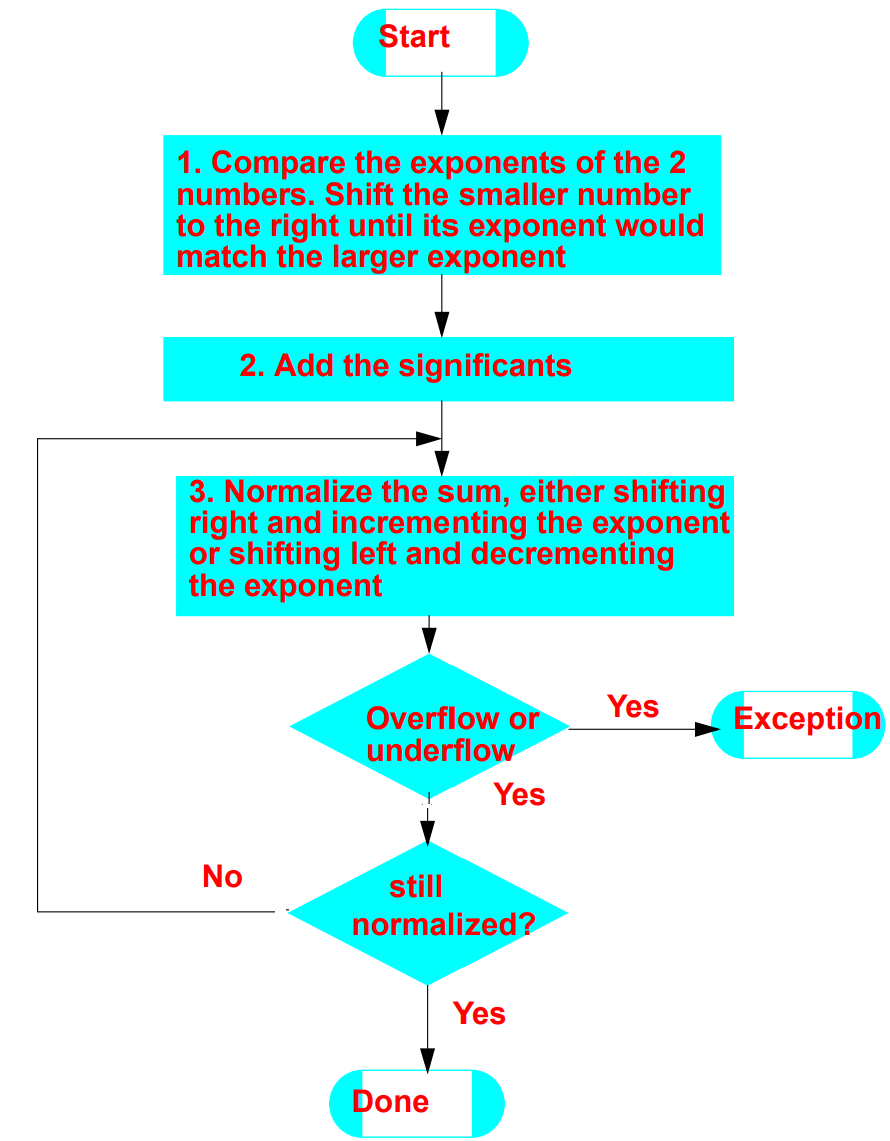 Start
1. Compare the exponents of the 2
numbers. Shift the smaller number
to the right until its exponent would
match the larger exponent
2. Add the significants
3. Normalize the sum, either shifting
right and incrementing the exponent
or shifting left and decrementing
the exponent
Overflow or
underflow
Yes
Exception
Yes
No
still
normalized?
Yes
Done